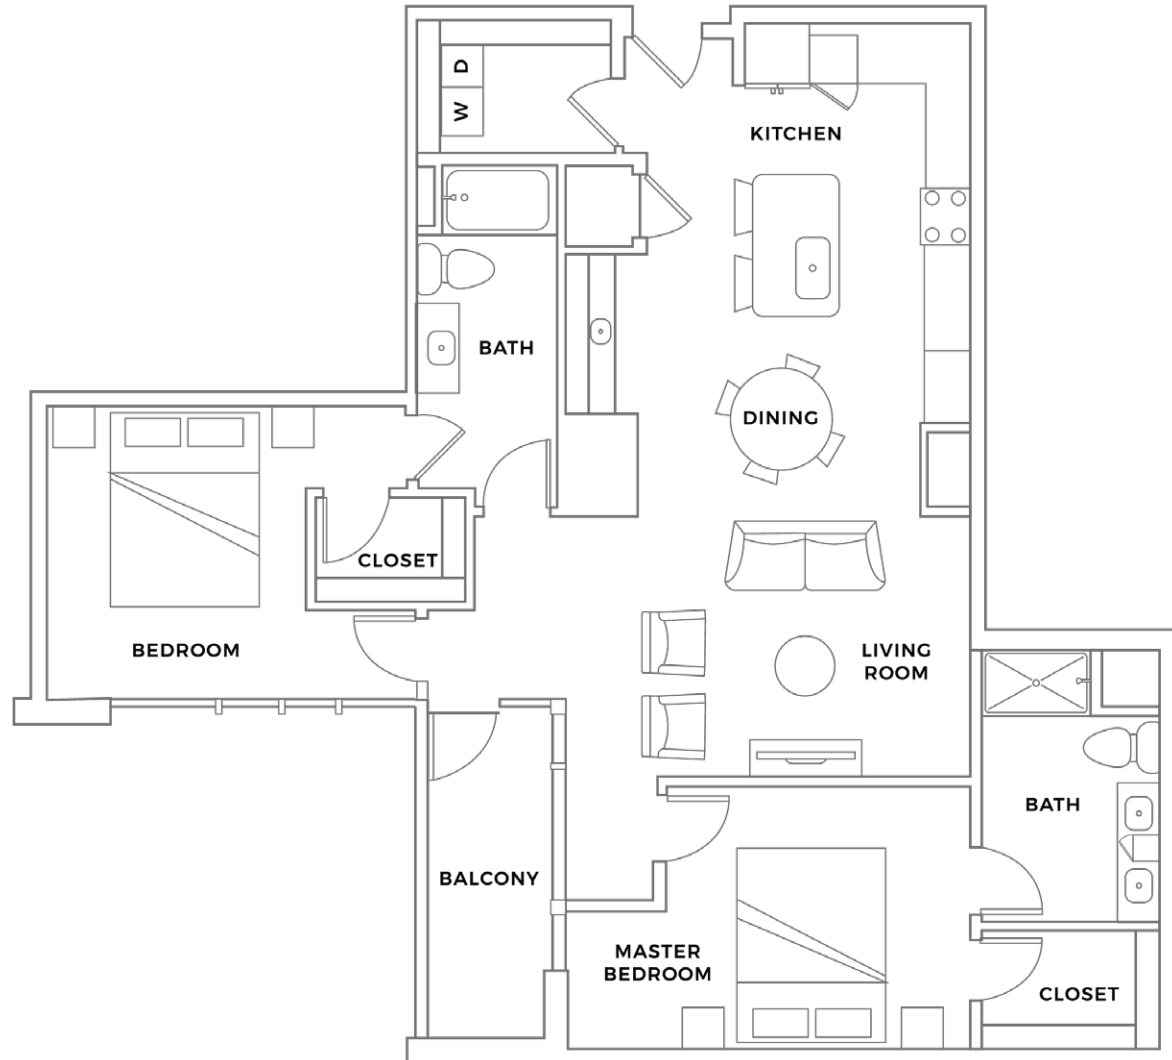 D
W
KITCHEN
BATH
DINING
CLOSET
BEDROOM
LIVING
ROOM
BATH
BALCONY
MASTER
BEDROOM
CLOSET